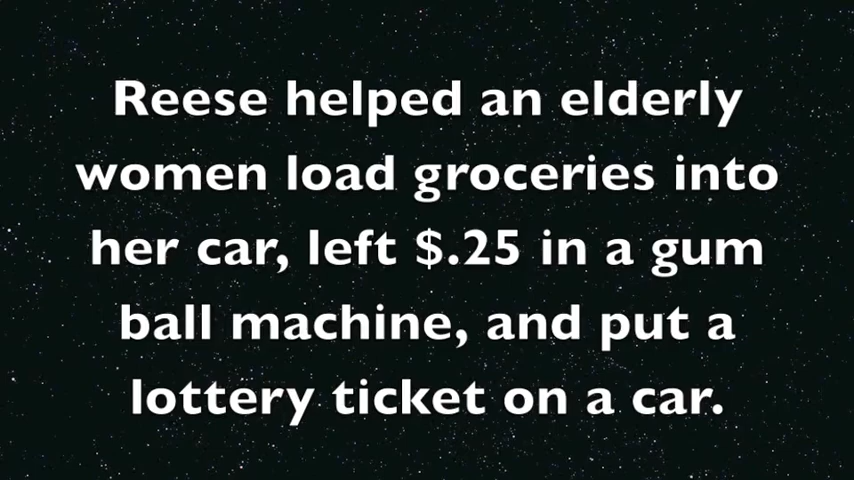 Reese helped an elderly
women load groceries into
her car, left $.25 in a gum
ball machine, and put a
lottery ticket on a car.